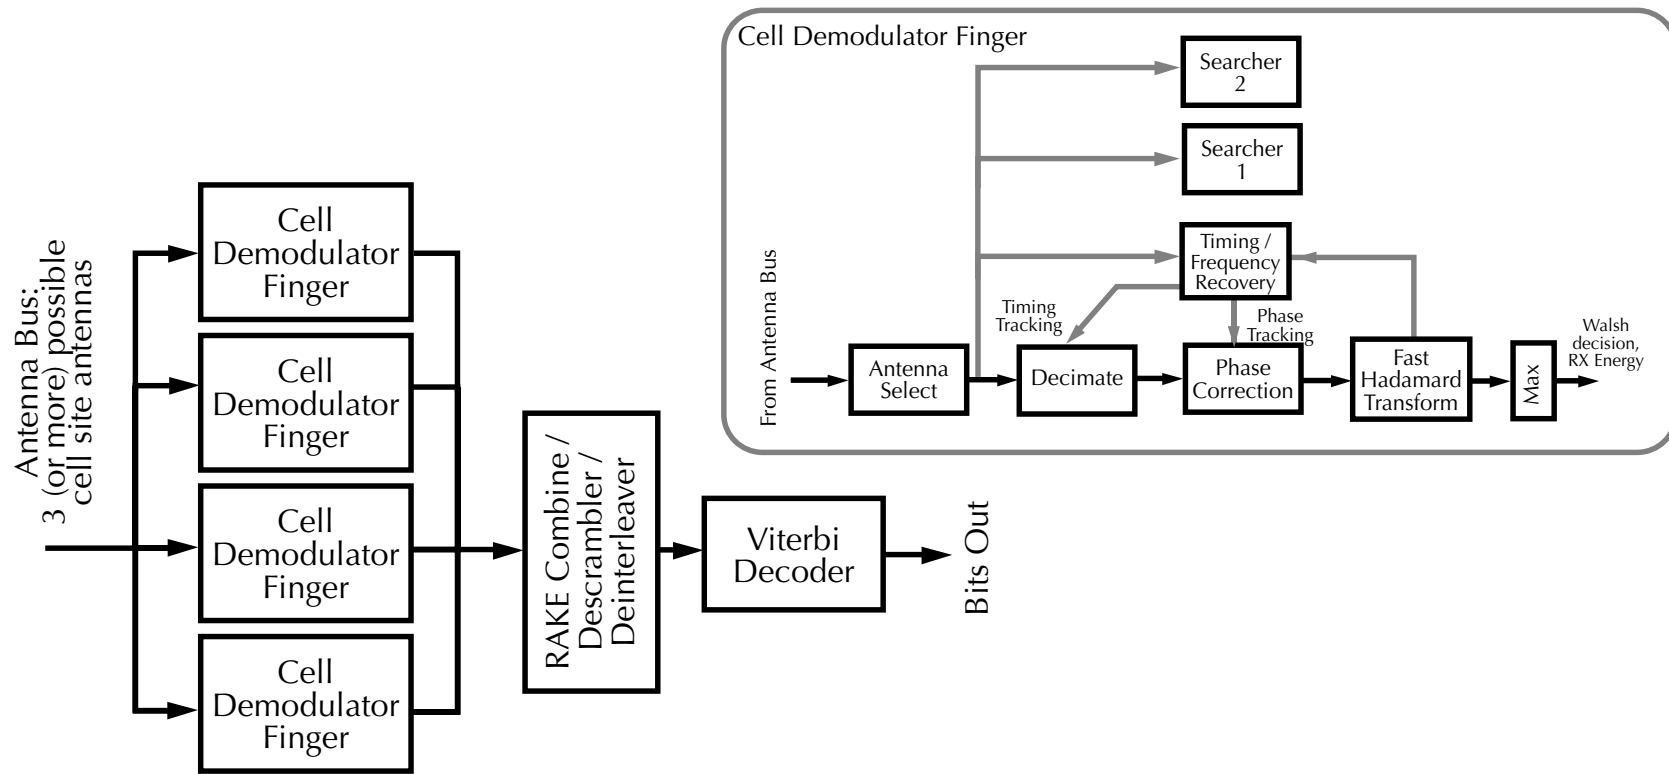 Cell Demodulator Finger
Searcher
2
Searcher
1
Timing /
Frequency
Recovery
Timing
Tracking
Phase
Tracking
From Antenna Bus
Antenna
Select
Decimate
Phase
Correction
Fast
Hadamard
Transform
Max
Walsh
decision,
RX Energy
Antenna Bus:
3 (or more) possible
cell site antennas
Cell
Demodulator
Finger
Cell
Demodulator
Finger
Cell
Demodulator
Finger
Cell
Demodulator
Finger
RAKE Combine /
Descrambler /
Deinterleaver
Viterbi
Decoder
Bits Out